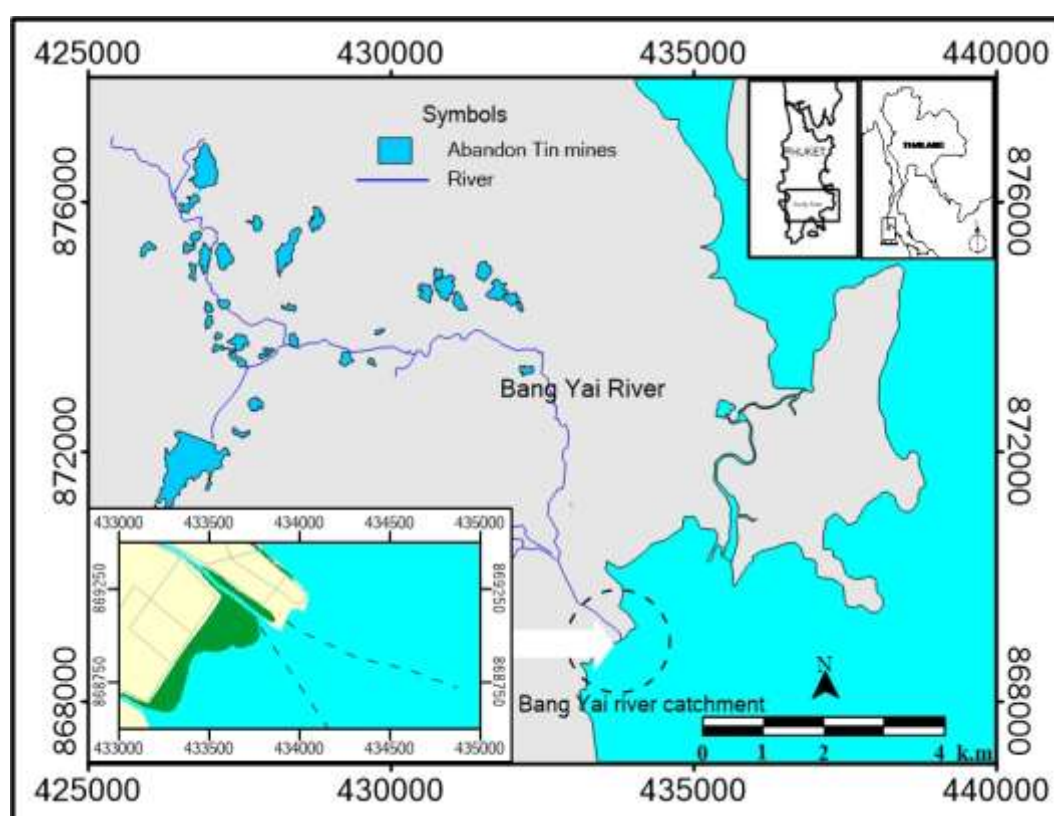 425000 430000 435000 440000
Symbols
Abandon Tin mines
River
PHUKET
THAILAND
876000 876000
Bang Yai River
872000 872000
433000 433500 434000 434500 435000
869250 869250
868750 868750
433000 433500 434000 434500 435000
Bang Yai river catchment
N
868000 868000
0 1 2 4 k.m
425000 430000 435000 440000